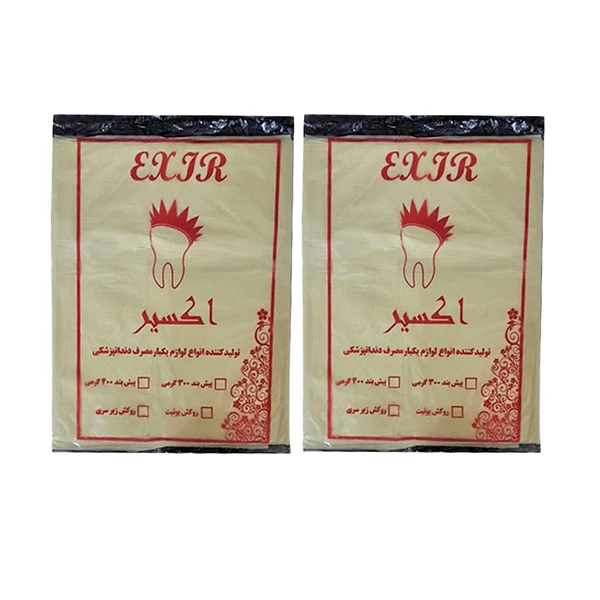 EXIR
اکسیر
تولیدکننده انواع لوازم یکبار مصرف دندانپزشکی
پیش بند ۳۰۰ گرمی
پیش بند ۴۰۰ گرمی
روکش یونیت
روکش زیر سری
EXIR
اکسیر
تولیدکننده انواع لوازم یکبار مصرف دندانپزشکی
پیش بند ۳۰۰ گرمی
پیش بند ۴۰۰ گرمی
روکش یونیت
روکش زیر سری